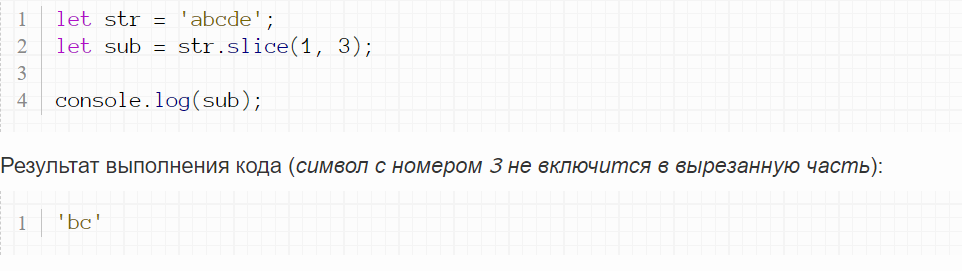 1 let str = 'abcde';
2 let sub = str.slice(1, 3);
3
4 console.log(sub);
Результат выполнения кода (символ с номером 3 не включится в вырезанную часть):
1 'bc'